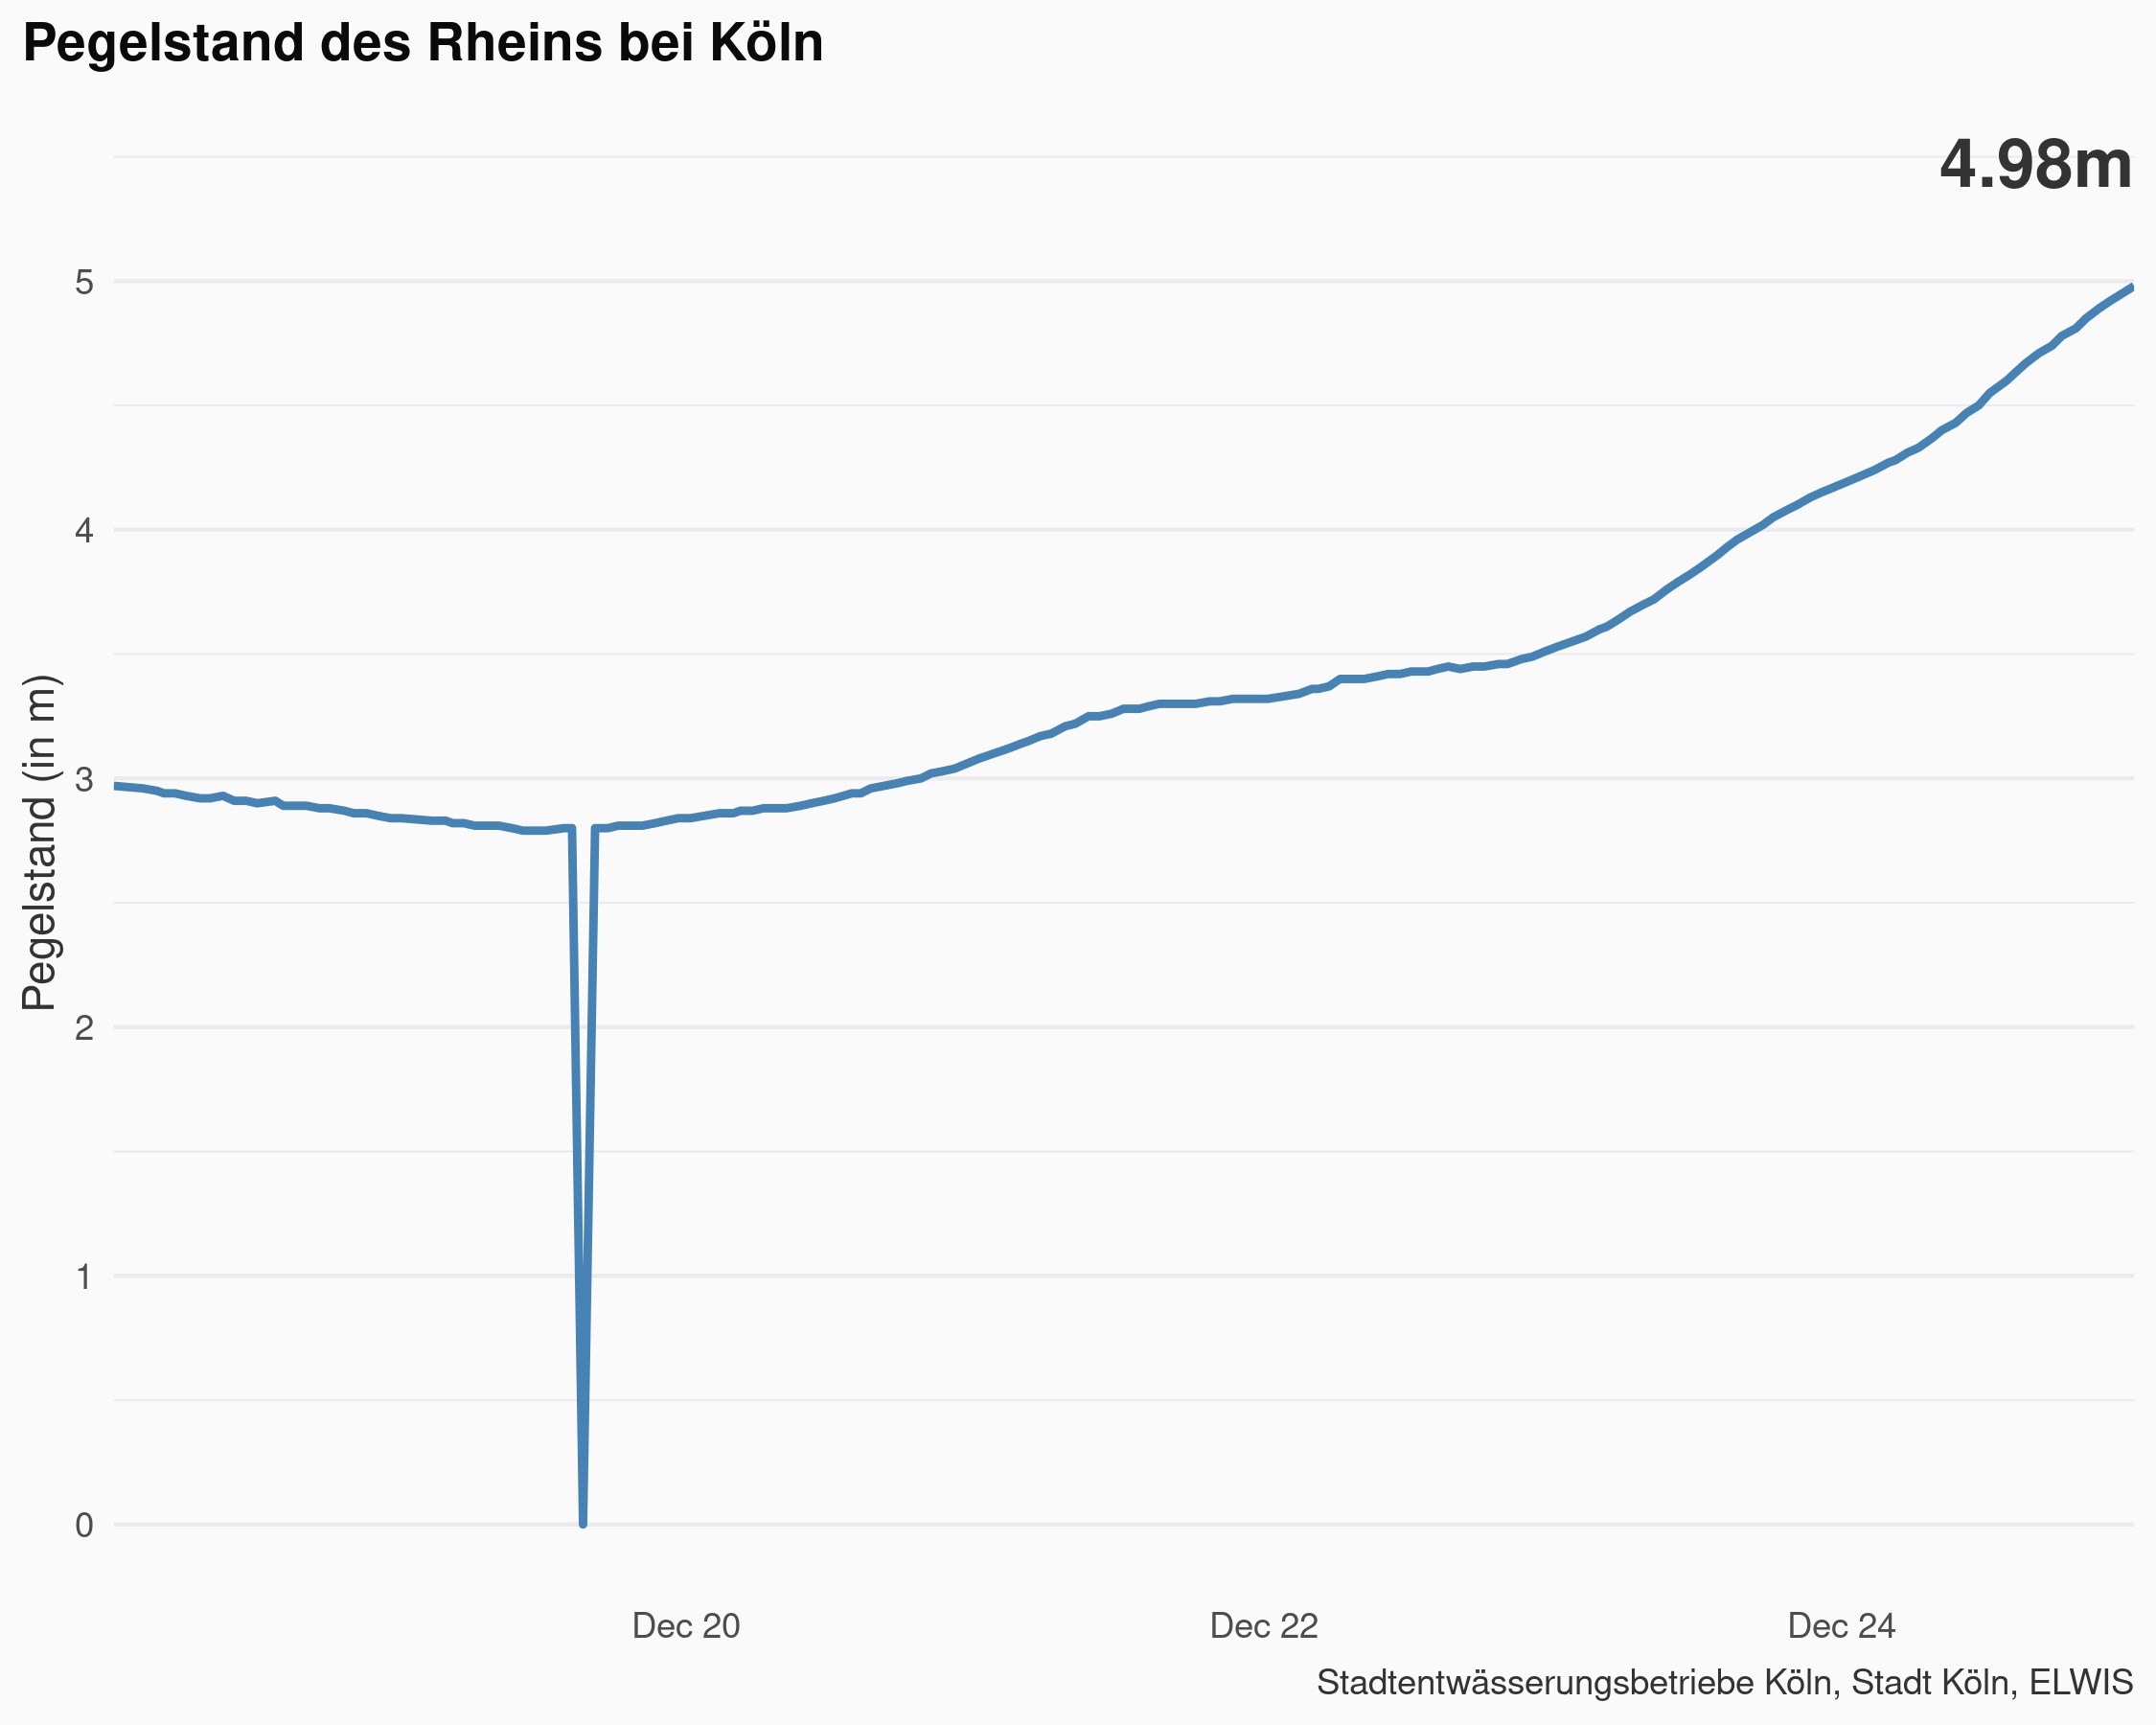 Pegelstand des Rheins bei Köln
4.98m
5
4
3
2
1
0
Pegelstand (in m)
Dec 20
Dec 22
Dec 24
Stadtentwässerungsbetriebe Köln, Stadt Köln, ELWIS